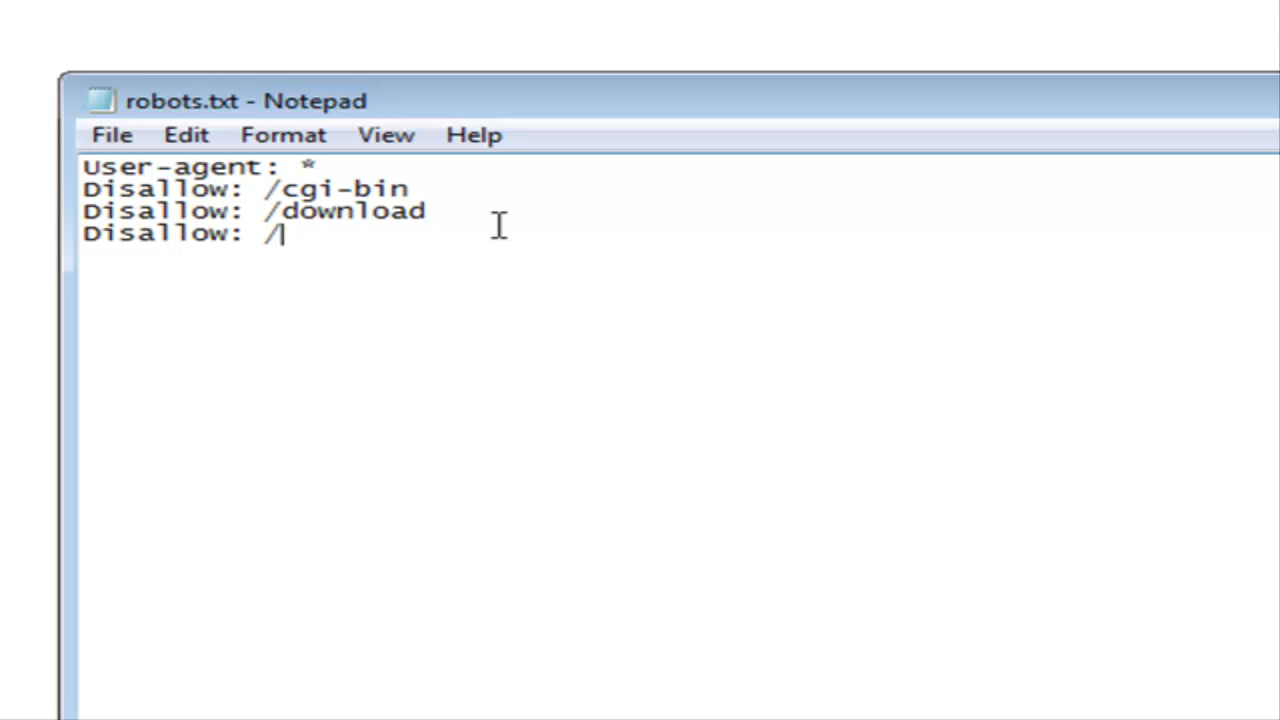 robots.txt - Notepad
File Edit Format View Help
User-agent: *
Disallow: /cgi-bin
Disallow: /download
Disallow: /